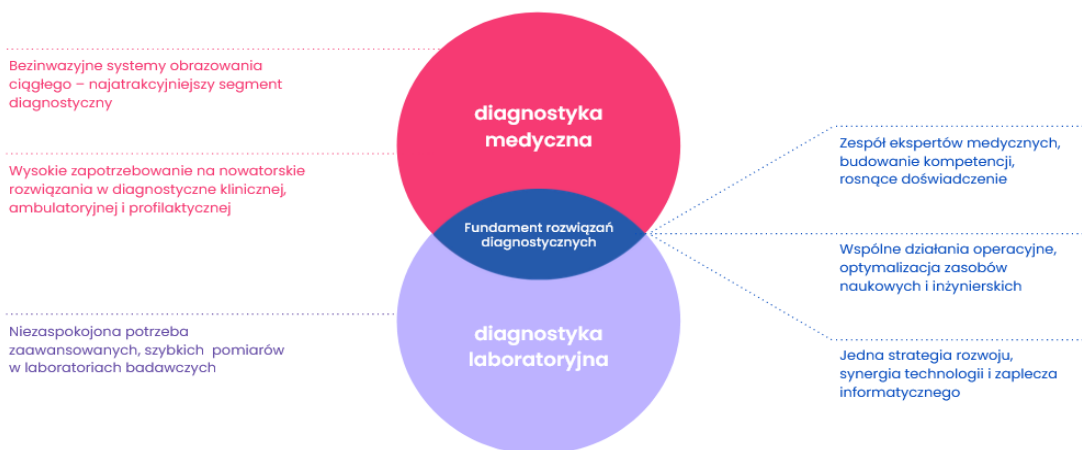 Bezinwazyjne systemy obrazowania
ciągłego – najatrakcyjniejszy segment
diagnostyczny
Wysokie zapotrzebowanie na nowatorskie
rozwiązania w diagnostyczne klinicznej,
ambulatoryjnej i profilaktycznej
Niezaspokojona potrzeba
zaawansowanych, szybkich pomiarów
w laboratoriach badawczych
diagnostyka
medyczna
Fundament rozwiązań
diagnostycznych
diagnostyka
laboratoryjna
Zespół ekspertów medycznych,
budowanie kompetencji,
rosnące doświadczenie
Wspólne działania operacyjne,
optymalizacja zasobów
naukowych i inżynierskich
Jedna strategia rozwoju,
synergia technologii i zaplecza
informatycznego